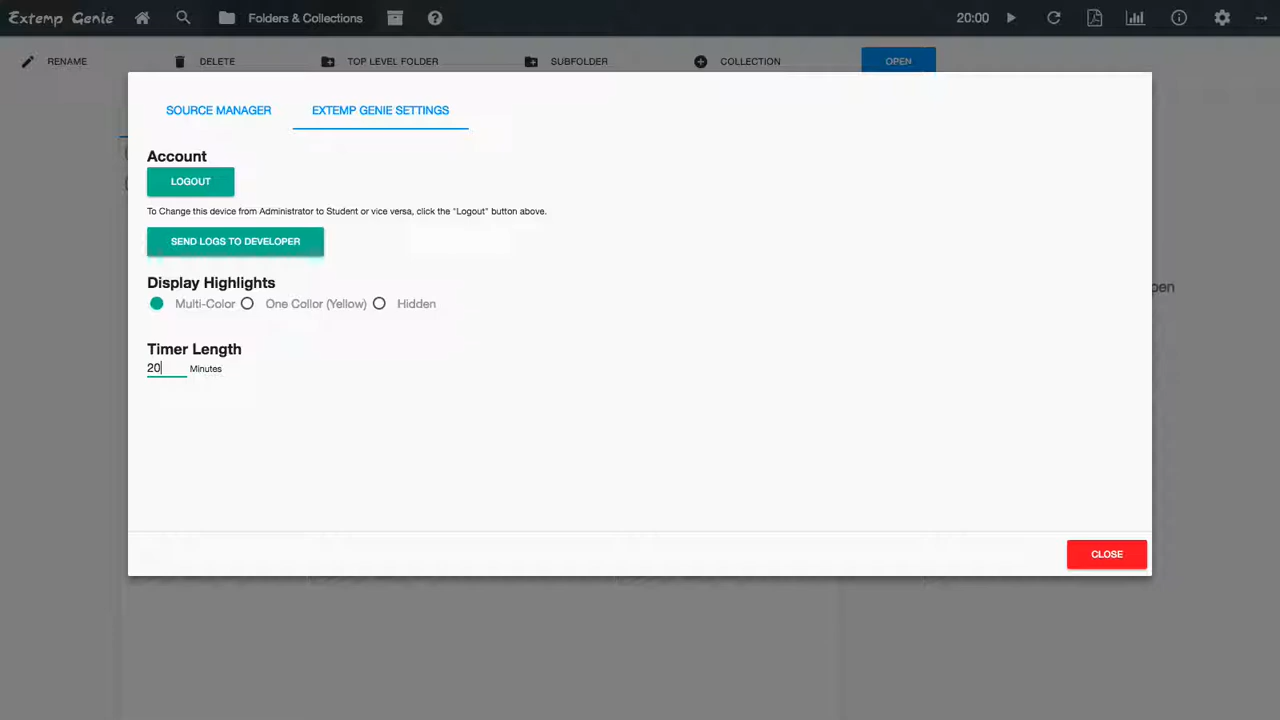 Extemp Genie Folders & Collections 20:00
RENAME DELETE TOP LEVEL FOLDER SUBFOLDER COLLECTION OPEN
SOURCE MANAGER EXTEMP GENIE SETTINGS
Account
LOGOUT
To Change this device from Administrator to Student or vice versa, click the "Logout" button above.
SEND LOGS TO DEVELOPER
Display Highlights
pen
Multi-Color One Collor (Yellow) Hidden
Timer Length
20 Minutes
CLOSE